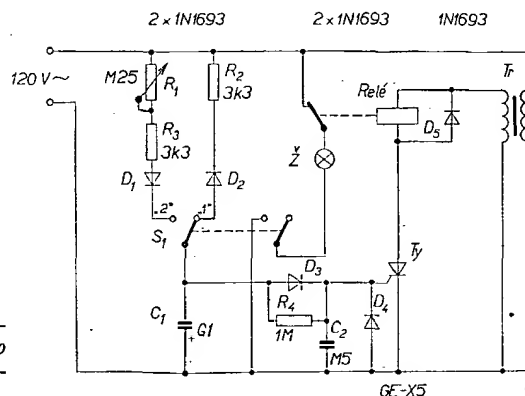 2 x 1N1693
2 x 1N1693
1N1693
120 V ~
M25
R1
R2
3k3
R3
3k3
D1
D2
"2"
"1"
S1
Relé
D5
Tr
Ž
Ty
D3
D4
C1
G1
+
R4
1M
C2
M5
GE-X5